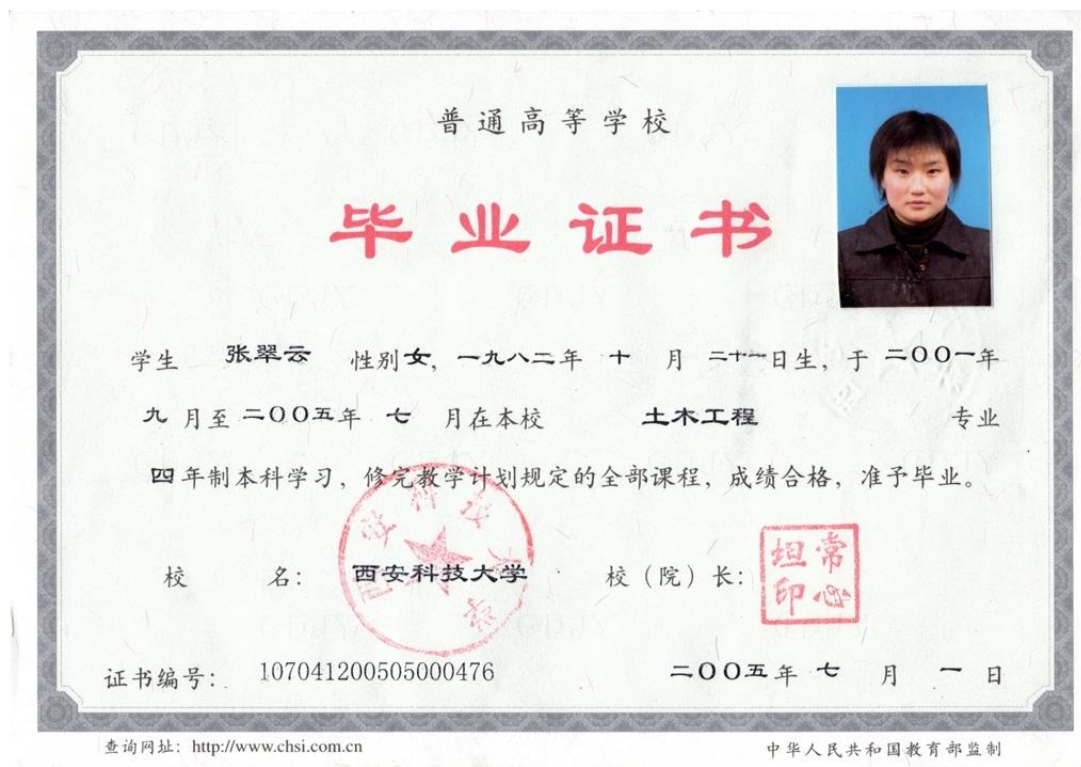 普通高等学校
毕业证书
学生 张翠云 性别女，一九八二年 十 月 二十一日生，于 二〇〇一年
九 月至 二〇〇五年 七 月在本校 土木工程 专业
四年制本科学习，修完教学计划规定的全部课程，成绩合格，准予毕业。
校 名： 西安科技大学 校（院）长： 常心坦印
证书编号： 107041200505000476 二〇〇五年 七 月 一 日
查询网址：http://www.chsi.com.cn 中华人民共和国教育部监制